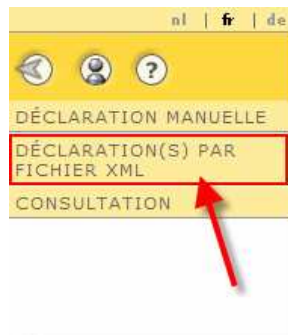 nl | fr | de
?
DÉCLARATION MANUELLE
DÉCLARATION(S) PAR
FICHIER XML
CONSULTATION